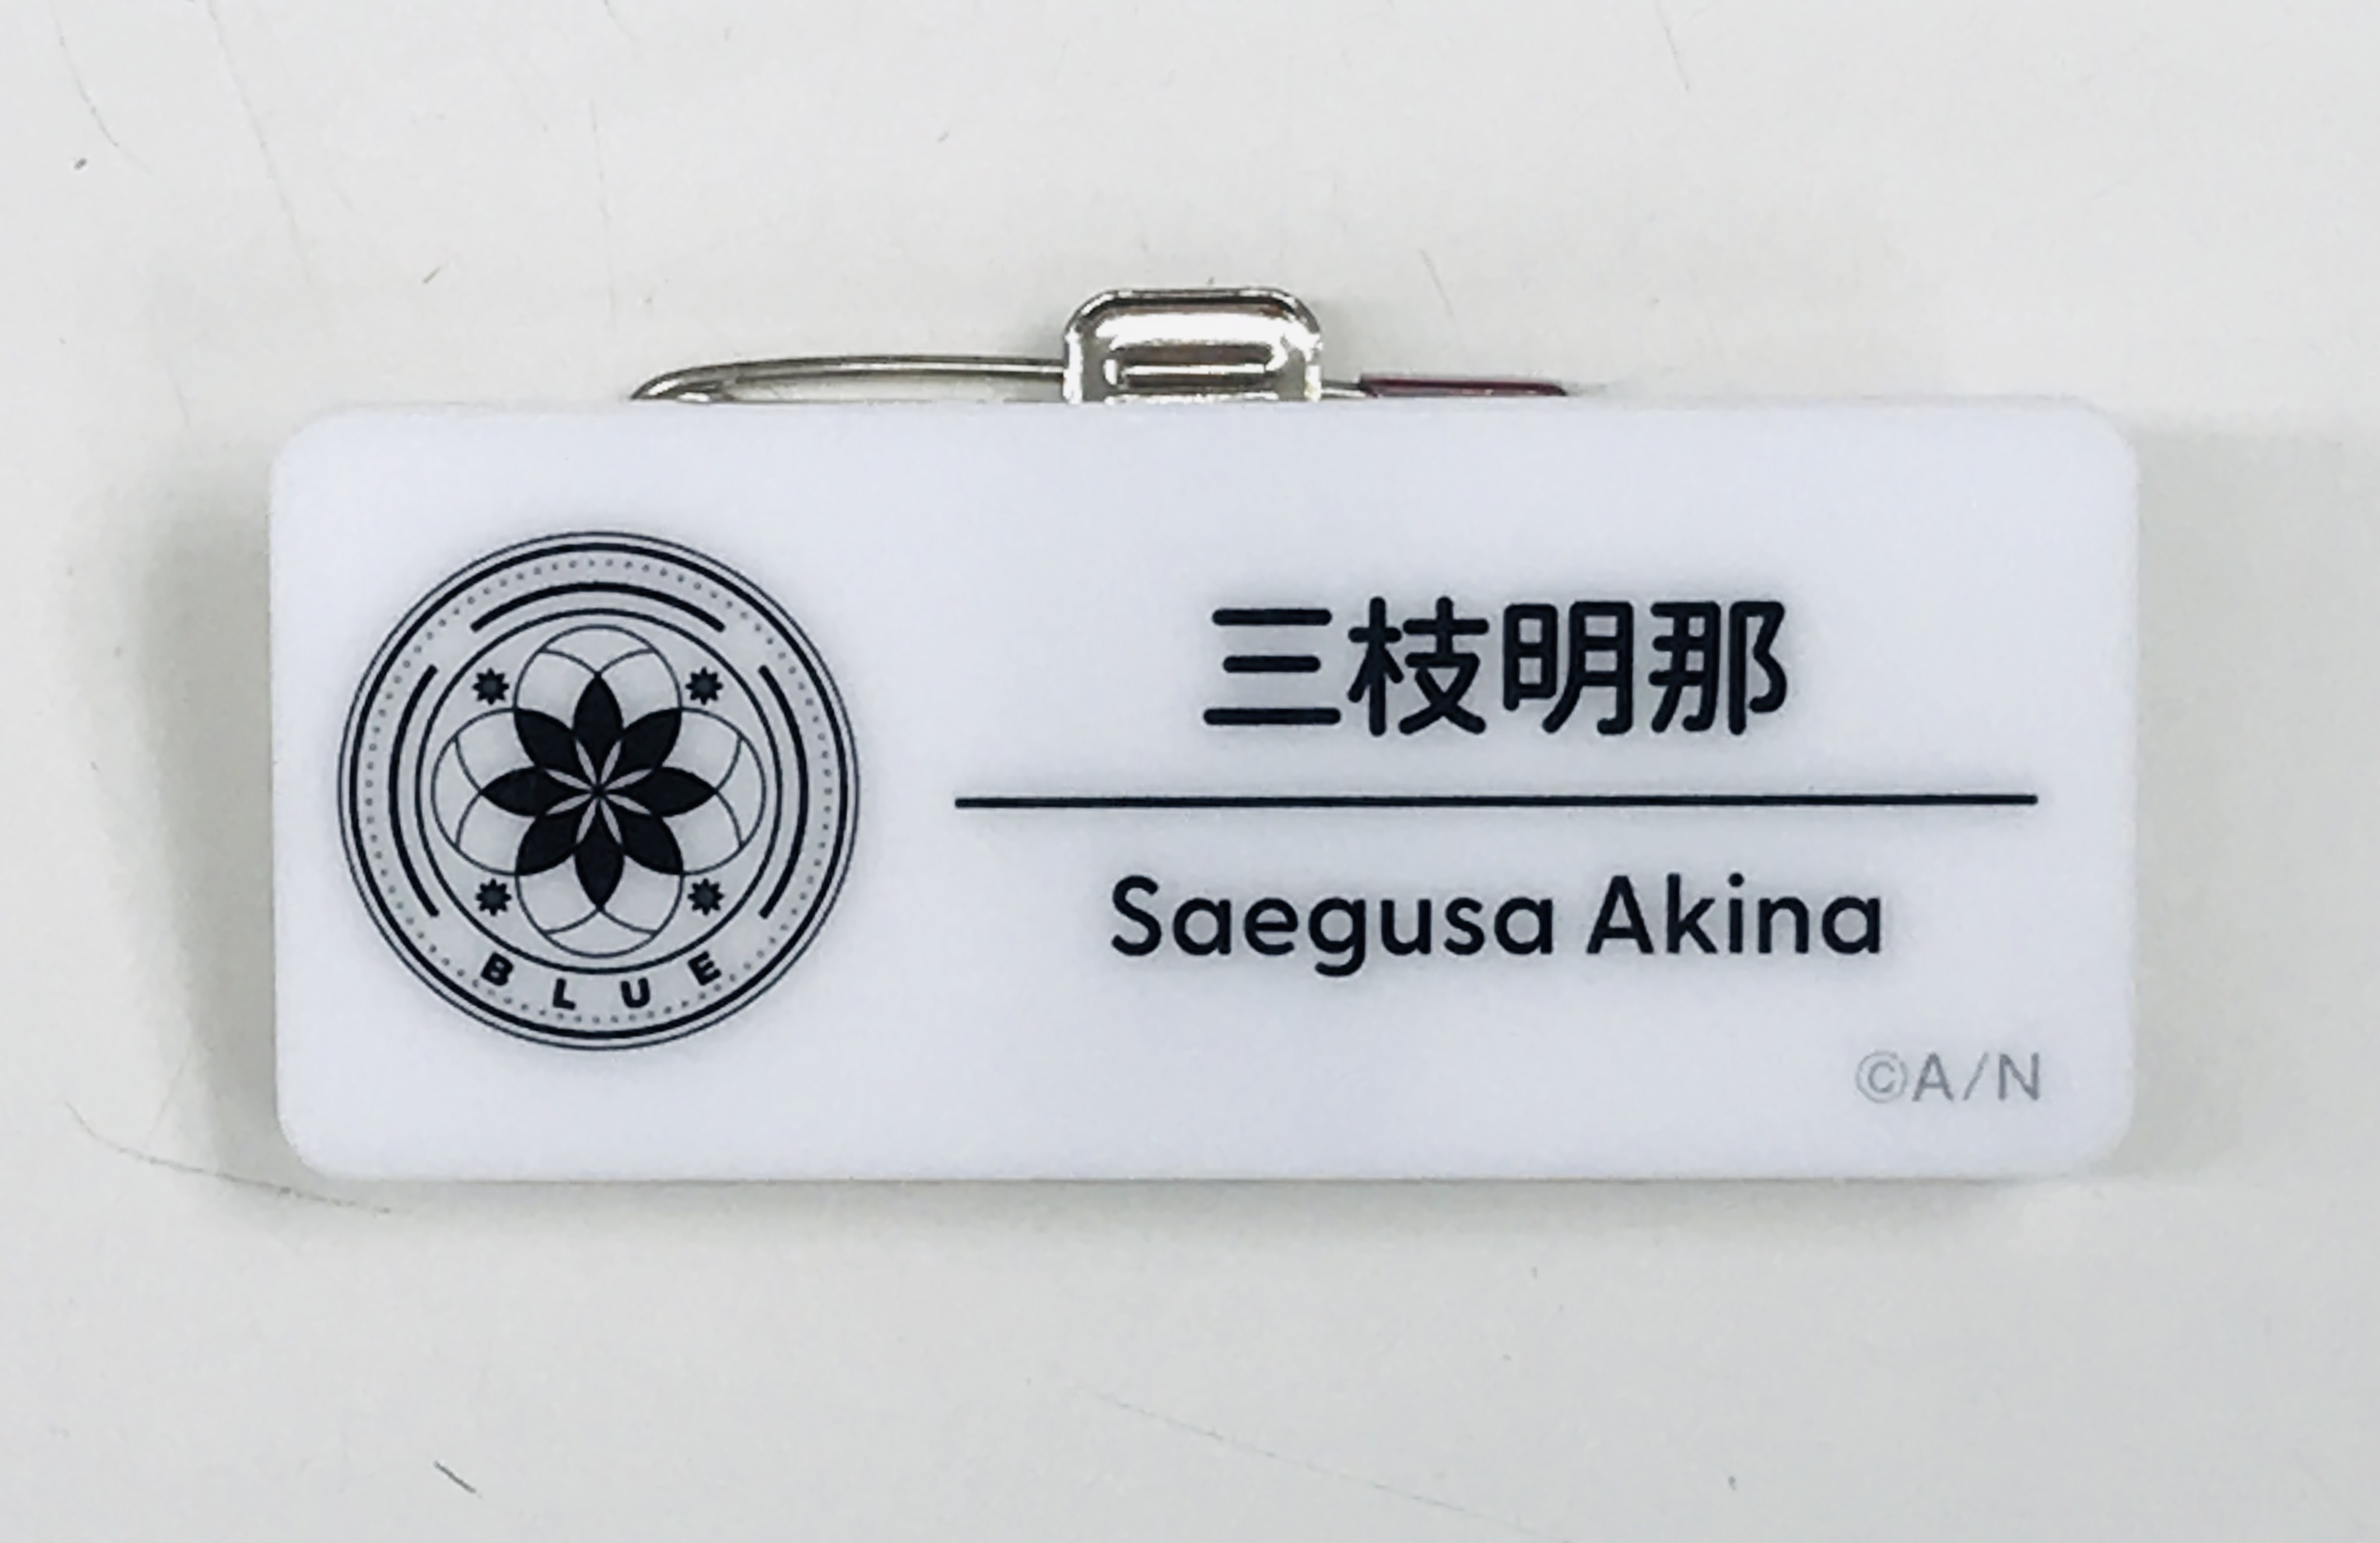 BLUE
三枝明那
Saegusa Akina
©A/N